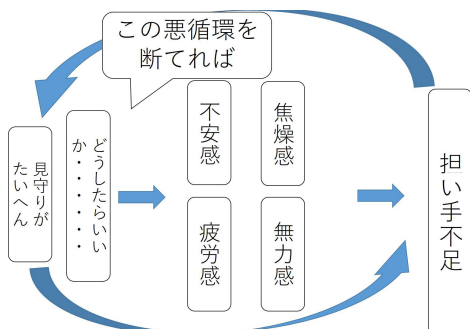 この悪循環を
断てれば
見守りが
たいへん
どうしたらいい
か・・・・・・
不安感
焦燥感
疲労感
無力感
担い手不足